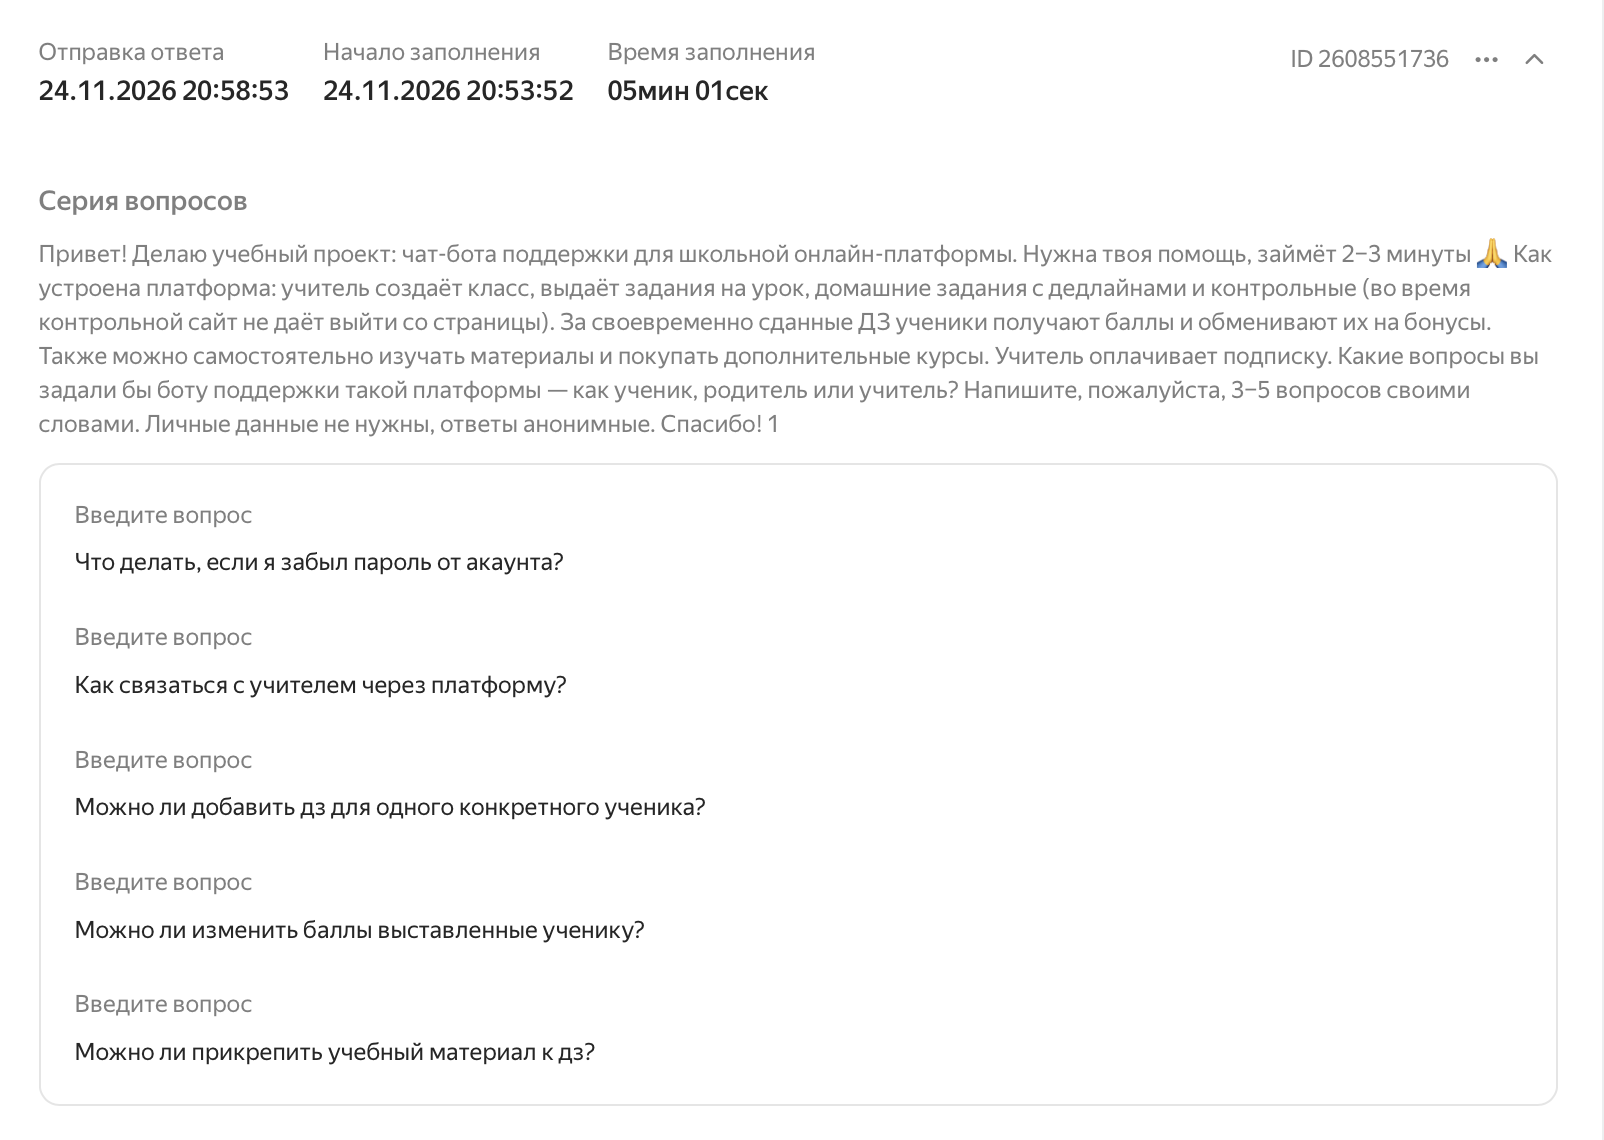 Отправка ответа
Начало заполнения
Время заполнения
ID 2608551736
24.11.2026 20:58:53
24.11.2026 20:53:52
05мин 01сек
Серия вопросов
Привет! Делаю учебный проект: чат-бота поддержки для школьной онлайн-платформы. Нужна твоя помощь, займёт 2–3 минуты 🙏 Как
устроена платформа: учитель создаёт класс, выдаёт задания на урок, домашние задания с дедлайнами и контрольные (во время
контрольной сайт не даёт выйти со страницы). За своевременно сданные ДЗ ученики получают баллы и обменивают их на бонусы.
Также можно самостоятельно изучать материалы и покупать дополнительные курсы. Учитель оплачивает подписку. Какие вопросы вы
задали бы боту поддержки такой платформы — как ученик, родитель или учитель? Напишите, пожалуйста, 3–5 вопросов своими
словами. Личные данные не нужны, ответы анонимные. Спасибо! 1
Введите вопрос
Что делать, если я забыл пароль от акаунта?
Введите вопрос
Как связаться с учителем через платформу?
Введите вопрос
Можно ли добавить дз для одного конкретного ученика?
Введите вопрос
Можно ли изменить баллы выставленные ученику?
Введите вопрос
Можно ли прикрепить учебный материал к дз?